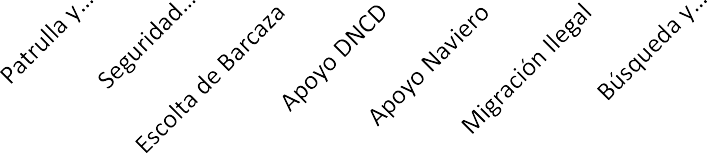 Patrulla y...
Seguridad...
Escolta de Barcaza
Apoyo DNCD
Apoyo Naviero
Migración Ilegal
Búsqueda y...